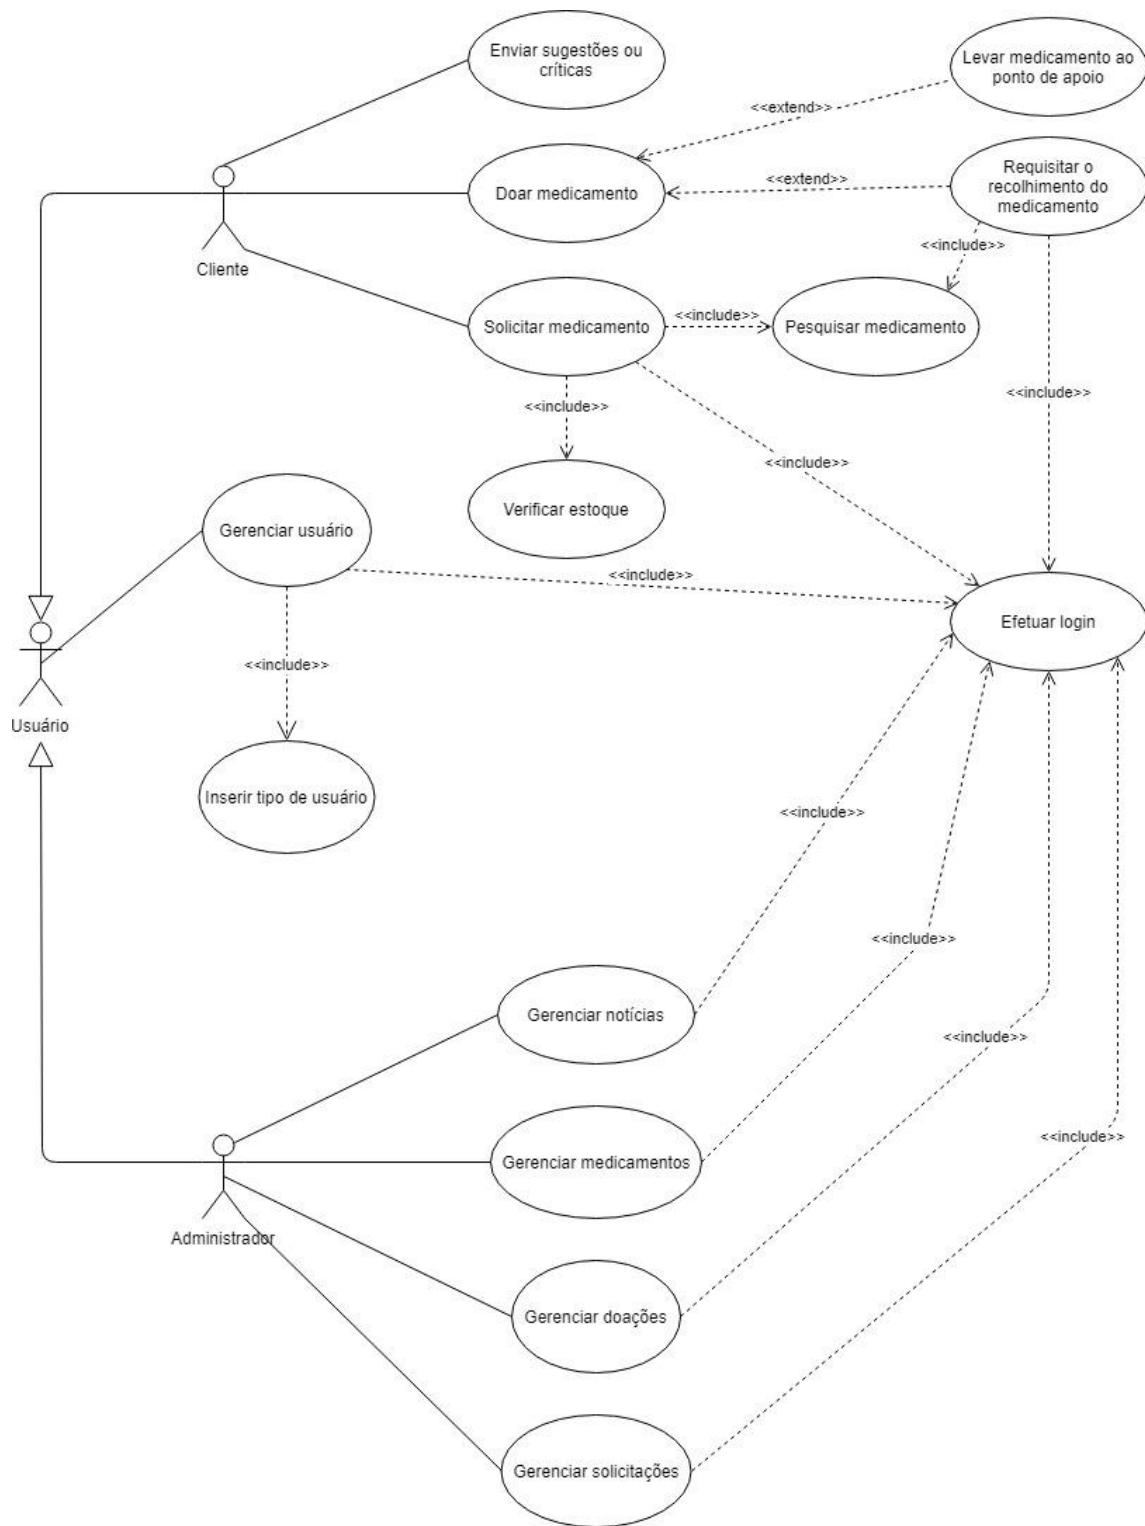 Enviar sugestões ou
críticas
Levar medicamento ao
ponto de apoio
<<extend>>
Doar medicamento
<<extend>>
Requisitar o
recolhimento do
medicamento
Cliente
<<include>>
Solicitar medicamento
<<include>>
Pesquisar medicamento
<<include>>
<<include>>
<<include>>
Verificar estoque
Gerenciar usuário
<<include>>
Efetuar login
<<include>>
Usuário
Inserir tipo de usuário
<<include>>
<<include>>
Gerenciar notícias
<<include>>
<<include>>
Gerenciar medicamentos
Administrador
Gerenciar doações
Gerenciar solicitações